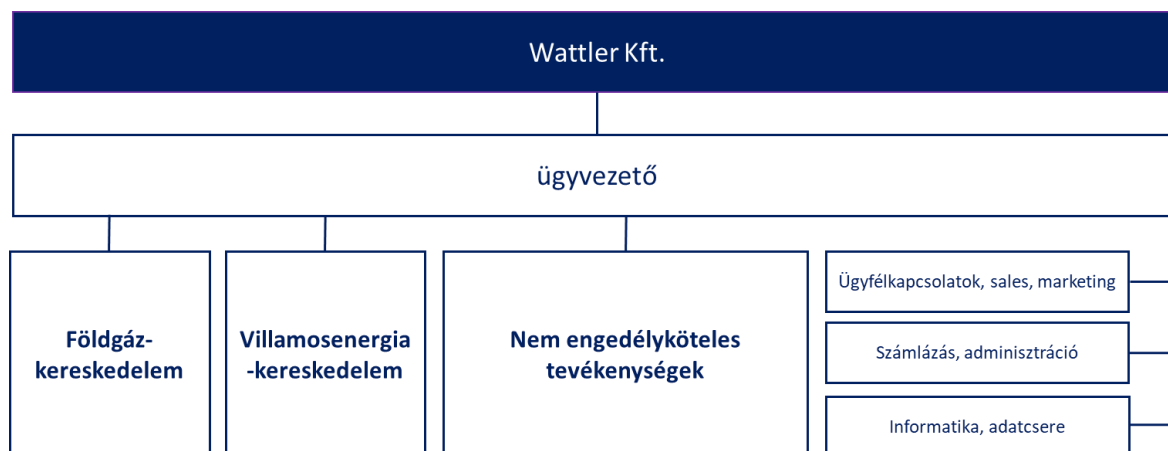 Wattler Kft.
ügyvezető
Földgáz-
kereskedelem
Villamosenergia
-kereskedelem
Nem engedélyköteles
tevékenységek
Ügyfélkapcsolatok, sales, marketing
Számlázás, adminisztráció
Informatika, adatcsere